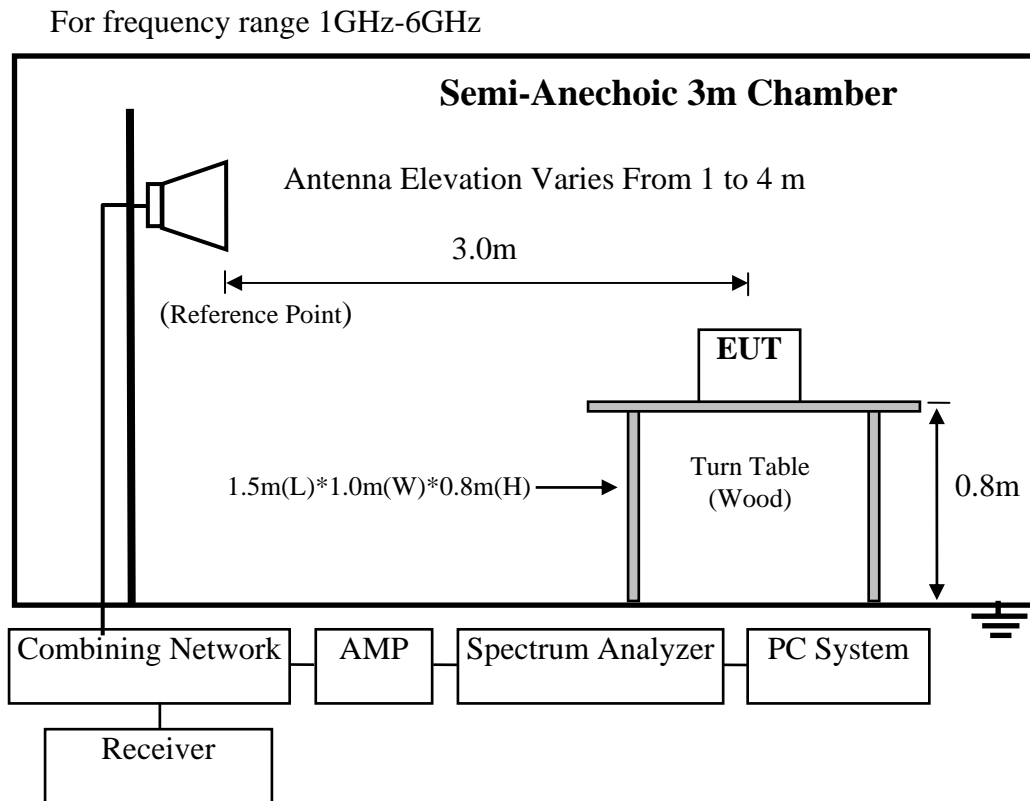 For frequency range 1GHz-6GHz
Semi-Anechoic 3m Chamber
Antenna Elevation Varies From 1 to 4 m
3.0m
(Reference Point)
EUT
1.5m(L)*1.0m(W)*0.8m(H)
Turn Table
(Wood)
0.8m
Combining Network
AMP
Spectrum Analyzer
PC System
Receiver